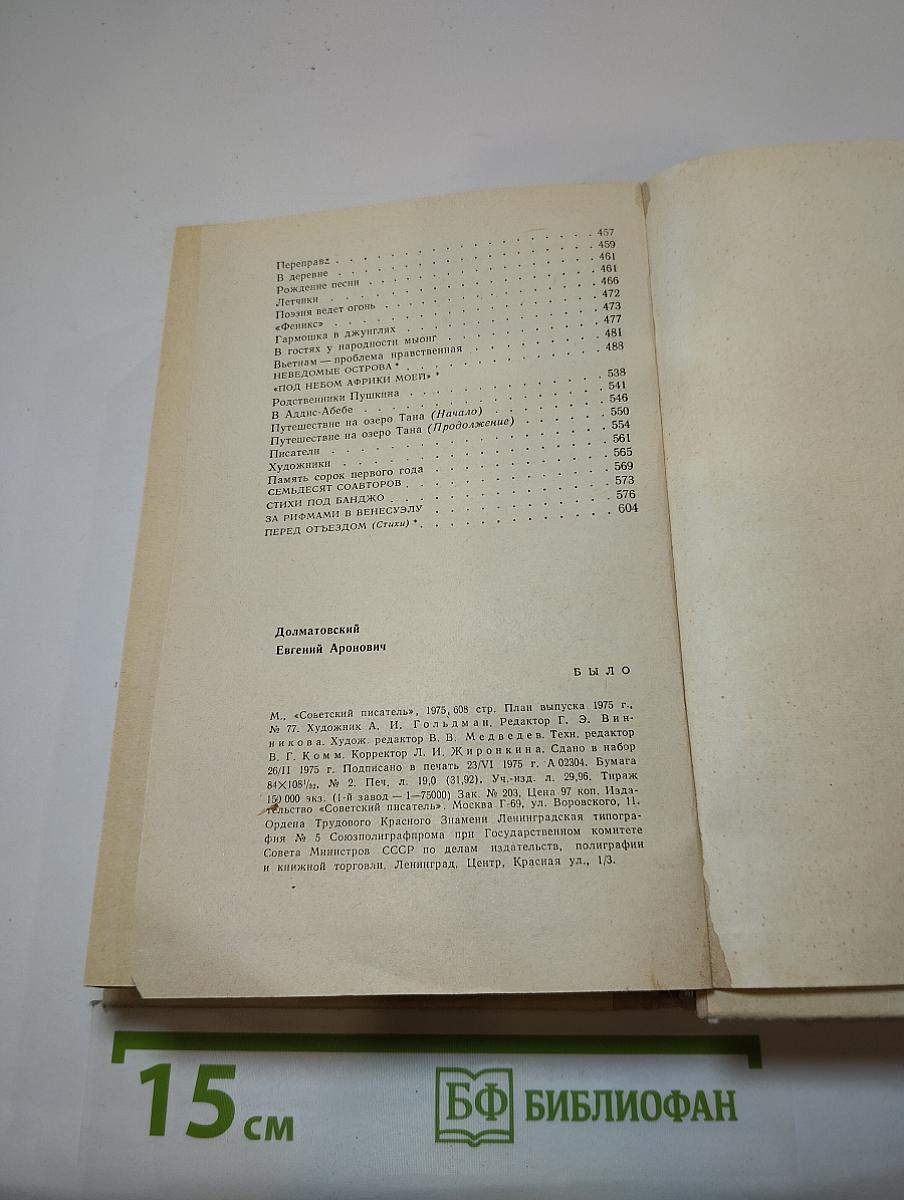 Переправа 457
В деревне 459
Рождение песни 461
Летчики 461
Поэзия ведет огонь 466
«Феникс» 472
Гармошка в джунглях 473
В гостях у народности мыонг 477
Вьетнам — проблема нравственная 481
НЕВЕДОМЫЕ ОСТРОВА * 488
«ПОД НЕБОМ АФРИКИ МОЕЙ» *
Родственники Пушкина 538
В Аддис-Абебе 541
Путешествие на озеро Тана (Начало) 546
Путешествие на озеро Тана (Продолжение) 550
Писатели 554
Художники 561
Память сорок первого года 565
СЕМЬДЕСЯТ СОАВТОРОВ 569
СТИХИ ПОД БАНДЖО 573
ЗА РИФМАМИ В ВЕНЕСУЭЛУ 576
ПЕРЕД ОТЪЕЗДОМ (Стихи) * 604
Долматовский
Евгений Аронович
БЫЛО
М., «Советский писатель», 1975, 608 стр. План выпуска 1975 г.,
№ 77. Художник А. И. Гольдман. Редактор Г. Э. Вин-
никова. Худож. редактор В. В. Медведев. Техн. редактор
В. Г. Комм. Корректор Л. И. Жиронкина. Сдано в набор
26/II 1975 г. Подписано в печать 23/VI 1975 г. А 02304. Бумага
84×108¹/₃₂, № 2. Печ. л. 19,0 (31,92). Уч.-изд. л. 29,96. Тираж
150 000 экз. (1-й завод — 1—75000) Зак. № 203. Цена 97 коп. Изда-
тельство «Советский писатель». Москва Г-69, ул. Воровского, 11.
Ордена Трудового Красного Знамени Ленинградская типогра-
фия № 5 Союзполиграфпрома при Государственном комитете
Совета Министров СССР по делам издательств, полиграфии
и книжной торговли. Ленинград, Центр, Красная ул., 1/3.
15 см
БФ БИБЛИОФАН